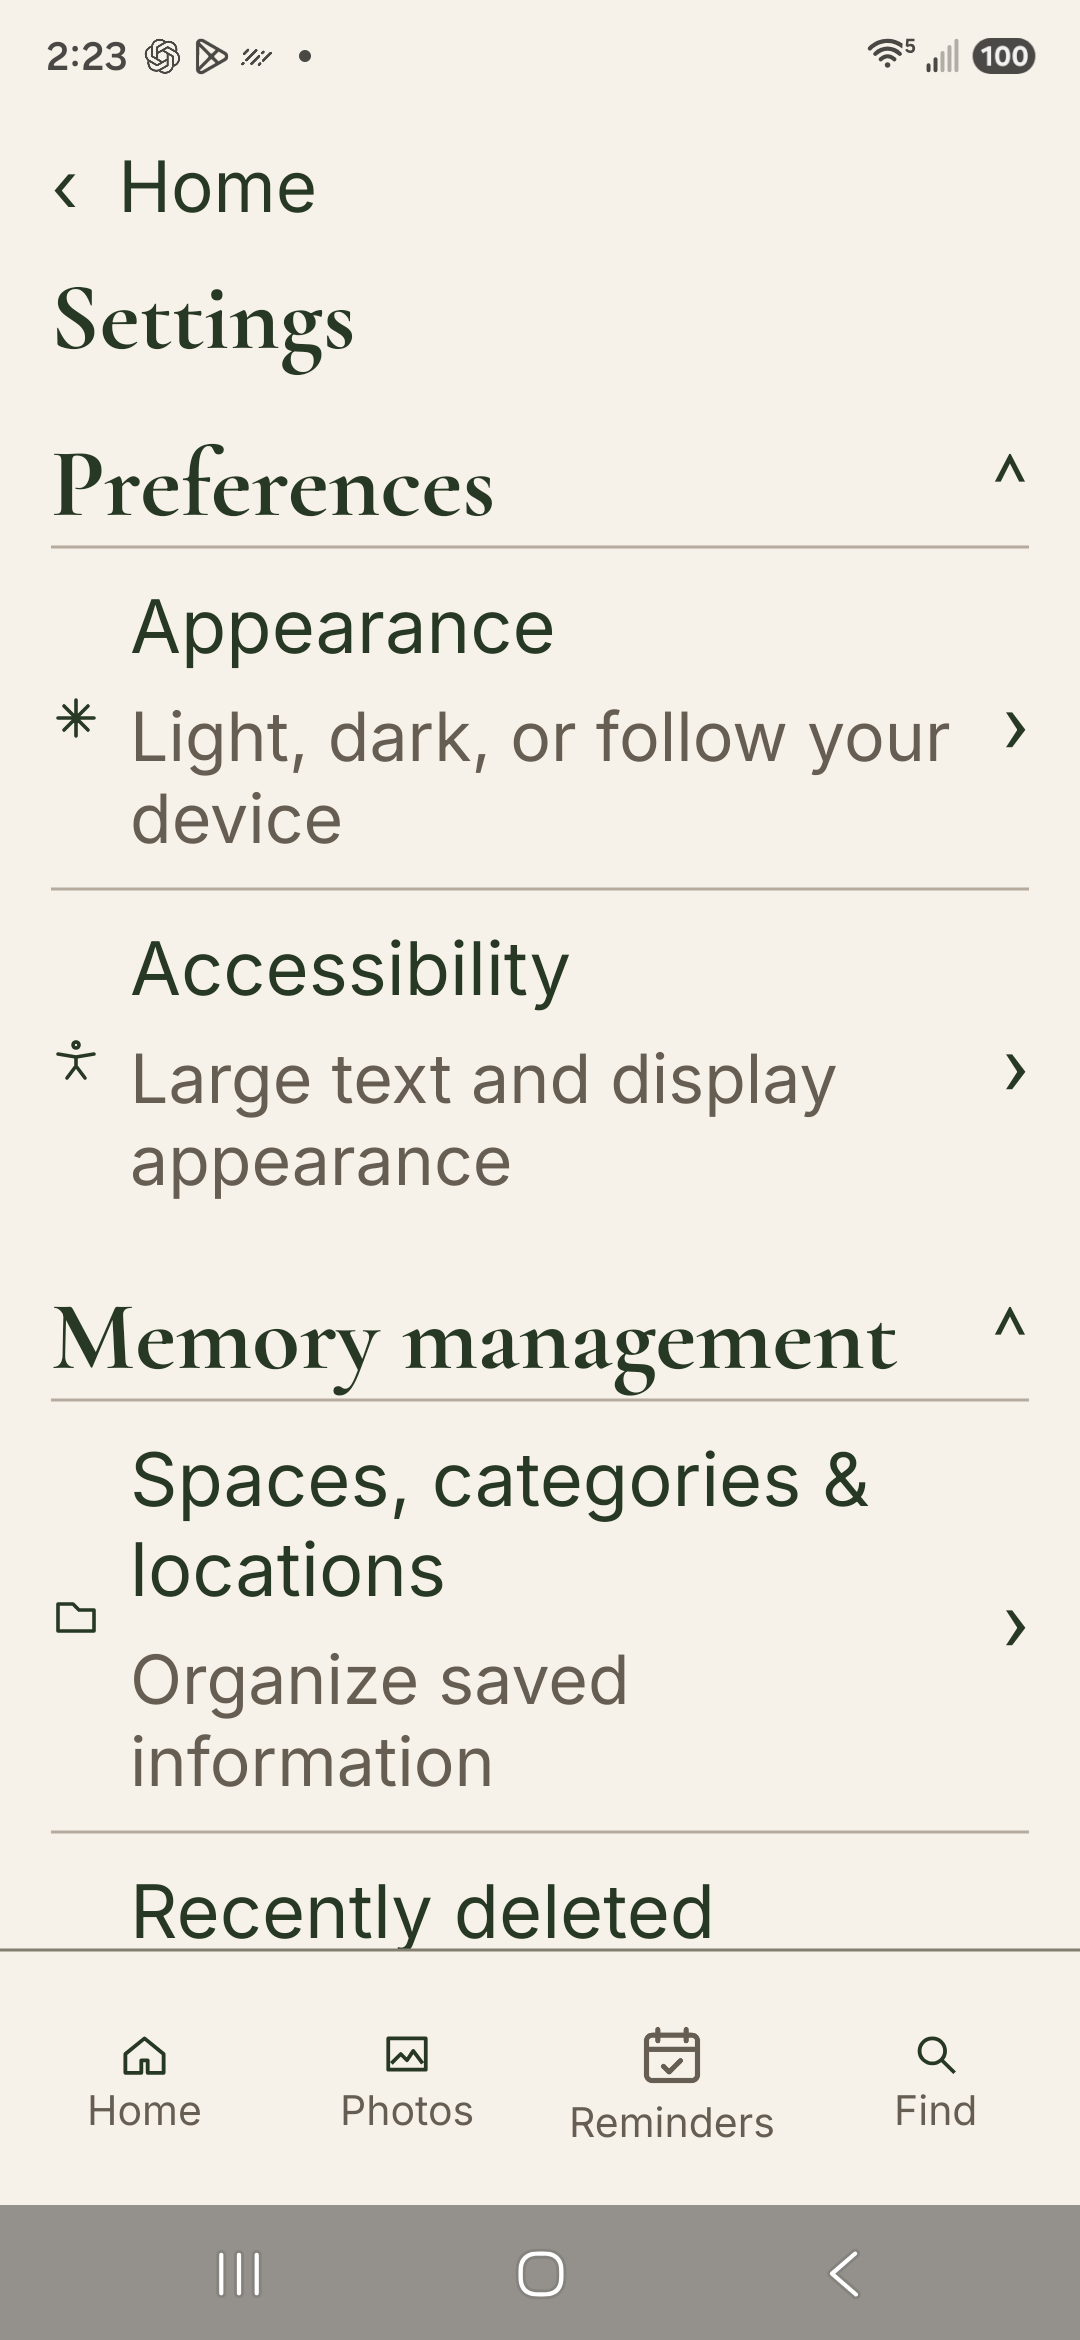 2:23
5
100
Home
Settings
Preferences
Appearance
Light, dark, or follow your
device
Accessibility
Large text and display
appearance
Memory management
Spaces, categories &
locations
Organize saved
information
Recently deleted
Home
Photos
Reminders
Find